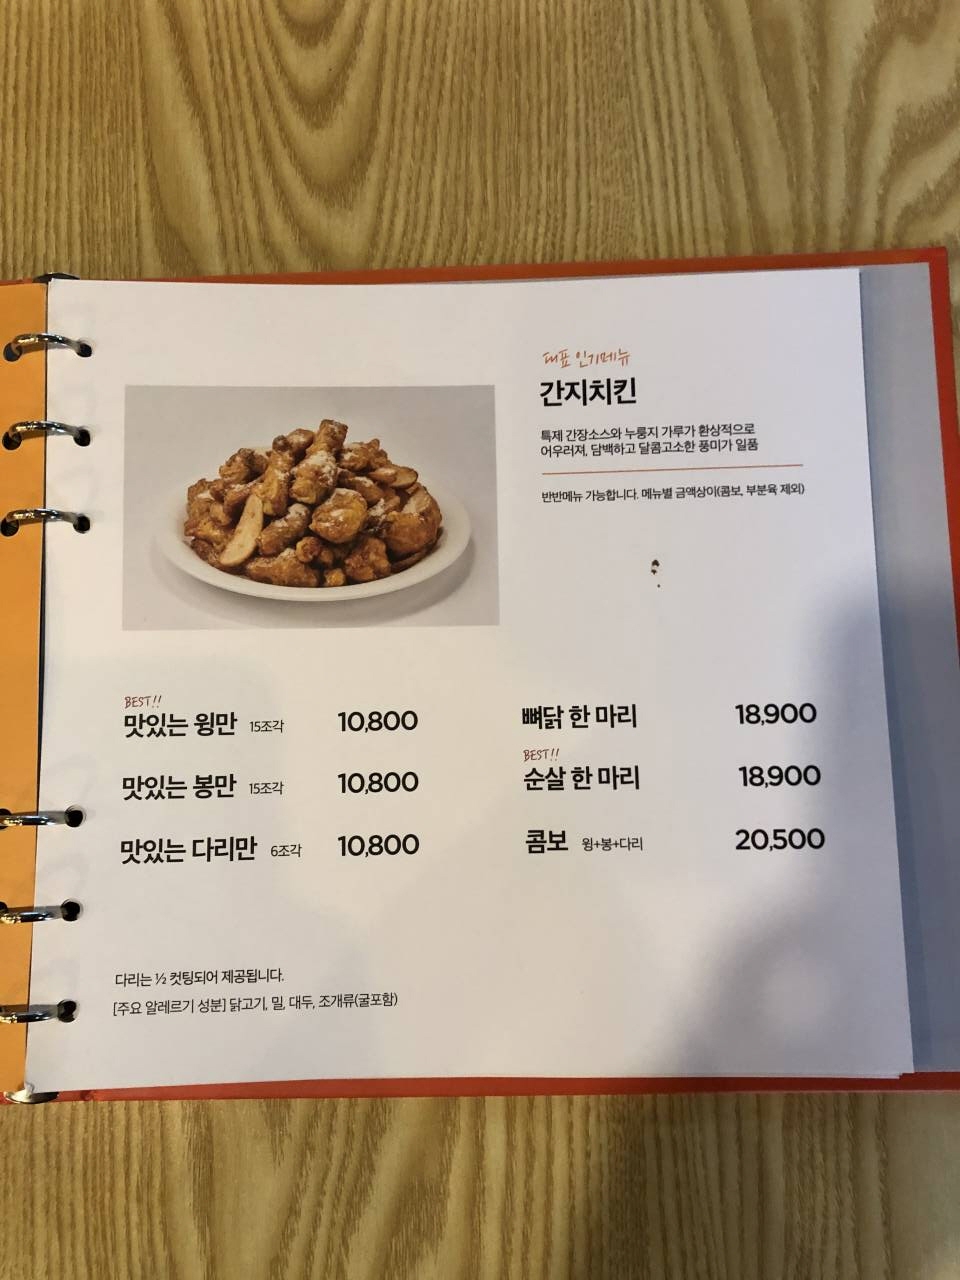 대표 인기메뉴
간지치킨
특제 간장소스와 누룽지 가루가 환상적으로
어우러져, 담백하고 달콤고소한 풍미가 일품
반반메뉴 가능합니다. 메뉴별 금액상이(콤보, 부분육 제외)
BEST!!
맛있는 윙만 15조각 10,800
맛있는 봉만 15조각 10,800
맛있는 다리만 6조각 10,800
뼈닭 한 마리 18,900
BEST!!
순살 한 마리 18,900
콤보 윙+봉+다리 20,500
다리는 ½ 컷팅되어 제공됩니다.
[주요 알레르기 성분] 닭고기, 밀, 대두, 조개류(굴포함)